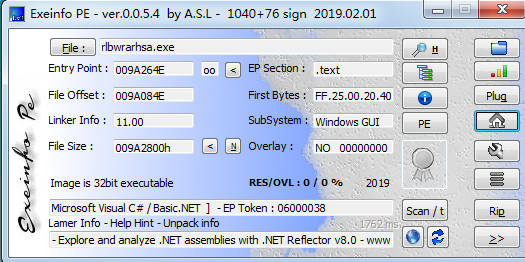 Exeinfo PE - ver.0.0.5.4 by A.S.L - 1040+76 sign 2019.02.01
Exeinfo Pe
File : rlbwrarhsa.exe H
Entry Point : 009A264E oo < EP Section : .text
File Offset : 009A084E First Bytes : FF.25.00.20.40 Plug
Linker Info : 11.00 SubSystem : Windows GUI PE
File Size : 009A2800h < N Overlay : NO 00000000
Image is 32bit executable RES/OVL : 0 / 0 % 2019
Microsoft Visual C# / Basic.NET ] - EP Token : 06000038 Scan / t Rip
Lamer Info - Help Hint - Unpack info 1762 ms.
- Explore and analyze .NET assemblies with .NET Reflector v8.0 - www >>